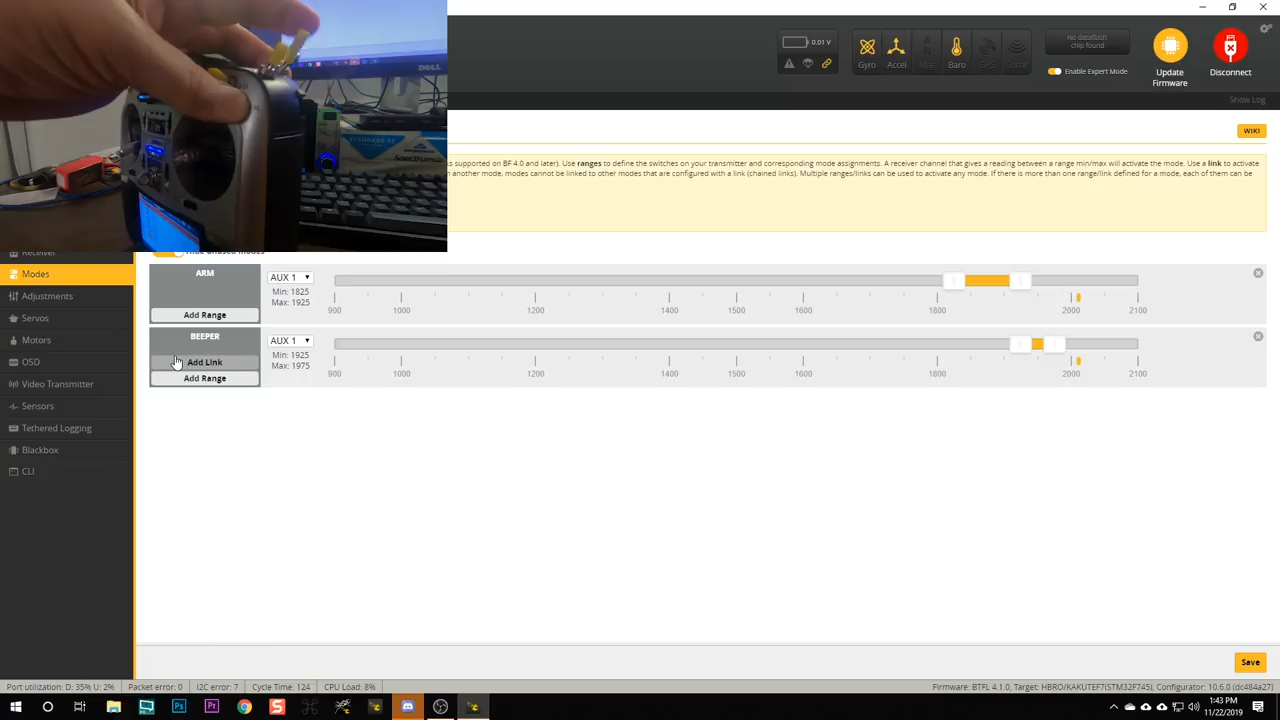 0.01 V
Gyro
Accel
Mag
Baro
GPS
Sonar
No dataflash
chip found
Enable Expert Mode
Update
Firmware
Disconnect
Show Log
WIKI
s supported on BF 4.0 and later). Use ranges to define the switches on your transmitter and corresponding mode assignments. A receiver channel that gives a reading between a range min/max will activate the mode. Use a link to activate
n another mode, modes cannot be linked to other modes that are configured with a link (chained links). Multiple ranges/links can be used to activate any mode. If there is more than one range/link defined for a mode, each of them can be
DELL
Receiver
Hide unused modes
Modes
Adjustments
Servos
Motors
OSD
Video Transmitter
Sensors
Tethered Logging
Blackbox
CLI
ARM
Add Range
AUX 1
Min: 1825
Max: 1925
900 1000 1200 1400 1600 1800 2000 2100
BEEPER
Add Link
Add Range
AUX 1
Min: 1925
Max: 1975
900 1000 1200 1400 1600 1800 2000 2100
Save
Port utilization: D: 35% U: 2% Packet error: 0 I2C error: 7 Cycle Time: 124 CPU Load: 8% Firmware: BTFL 4.1.0, Target: HBRO/KAKUTEF7(STM32F745), Configurator: 10.6.0 (dc484a27)
1:43 PM
11/22/2019